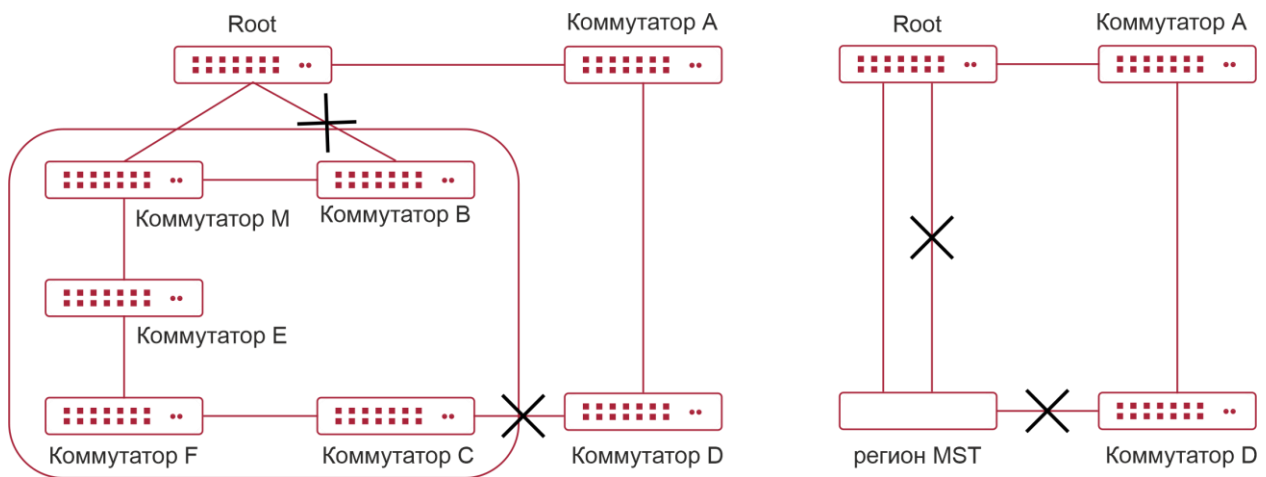 Root
Коммутатор A
Root
Коммутатор A
Коммутатор M
Коммутатор B
Коммутатор E
Коммутатор F
Коммутатор C
Коммутатор D
регион MST
Коммутатор D